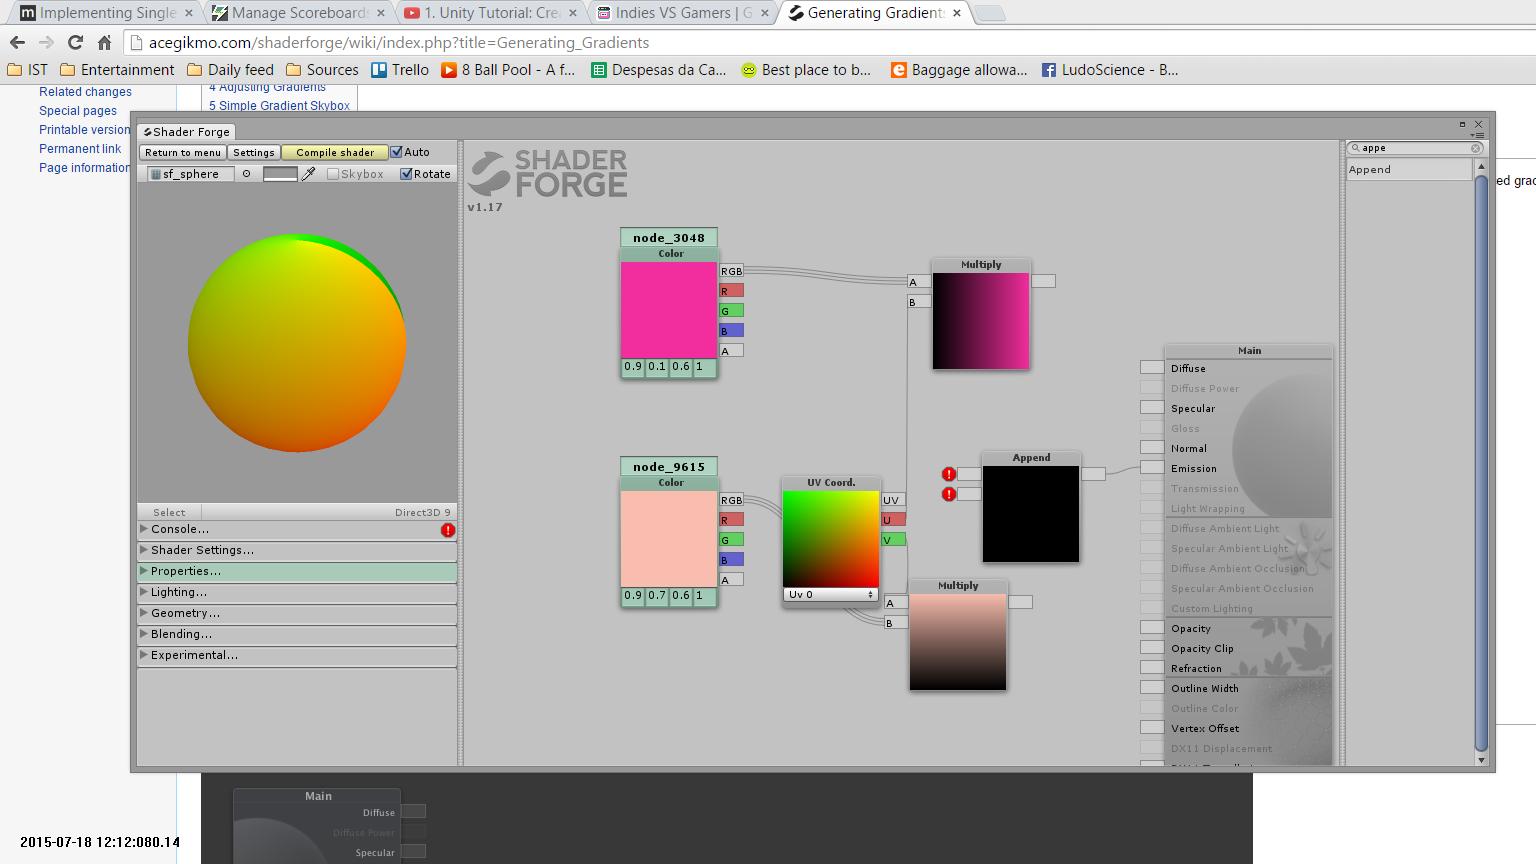 Implementing Single
Manage Scoreboards
1. Unity Tutorial: Cre
Indies VS Gamers | G
Generating Gradient
acegikmo.com/shaderforge/wiki/index.php?title=Generating_Gradients
IST
Entertainment
Daily feed
Sources
Trello
8 Ball Pool - A f...
Despesas da Ca...
Best place to b...
Baggage allowa...
LudoScience - B...
Related changes
Special pages
Printable version
Permanent link
Page information
4 Adjusting Gradients
5 Simple Gradient Skybox
Shader Forge
Return to menu
Settings
Compile shader
Auto
sf_sphere
Skybox
Rotate
Select
Direct3D 9
Console...
Shader Settings...
Properties...
Lighting...
Geometry...
Blending...
Experimental...
SHADER
FORGE
v1.17
node_3048
Color
RGB
R
G
B
A
0.9 0.1 0.6 1
Multiply
A
B
node_9615
Color
RGB
R
G
B
A
0.9 0.7 0.6 1
UV Coord.
UV
U
V
Uv 0
Append
Multiply
A
B
Main
Diffuse
Diffuse Power
Specular
Gloss
Normal
Emission
Transmission
Light Wrapping
Diffuse Ambient Light
Specular Ambient Light
Diffuse Ambient Occlusion
Specular Ambient Occlusion
Custom Lighting
Opacity
Opacity Clip
Refraction
Outline Width
Outline Color
Vertex Offset
DX11 Displacement
appe
Append
ed grad
Main
Diffuse
Diffuse Power
Specular
2015-07-18 12:12:080.14